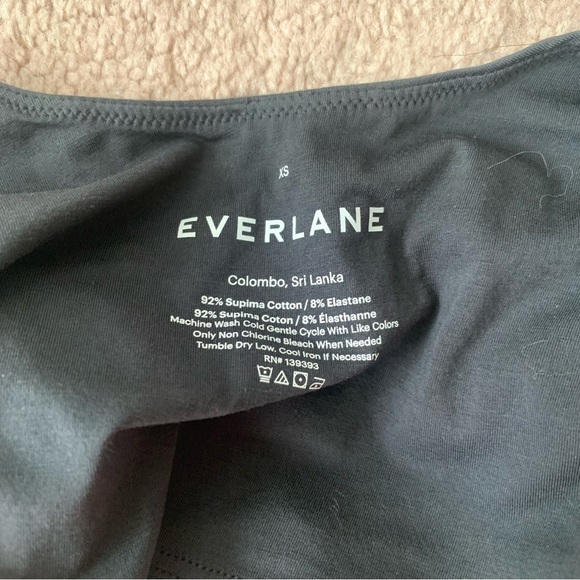 XS
EVERLANE
Colombo, Sri Lanka
92% Supima Cotton / 8% Elastane
92% Supima Coton / 8% Élasthanne
Machine Wash Cold Gentle Cycle With Like Colors
Only Non Chlorine Bleach When Needed
Tumble Dry Low, Cool Iron If Necessary
RN# 139393